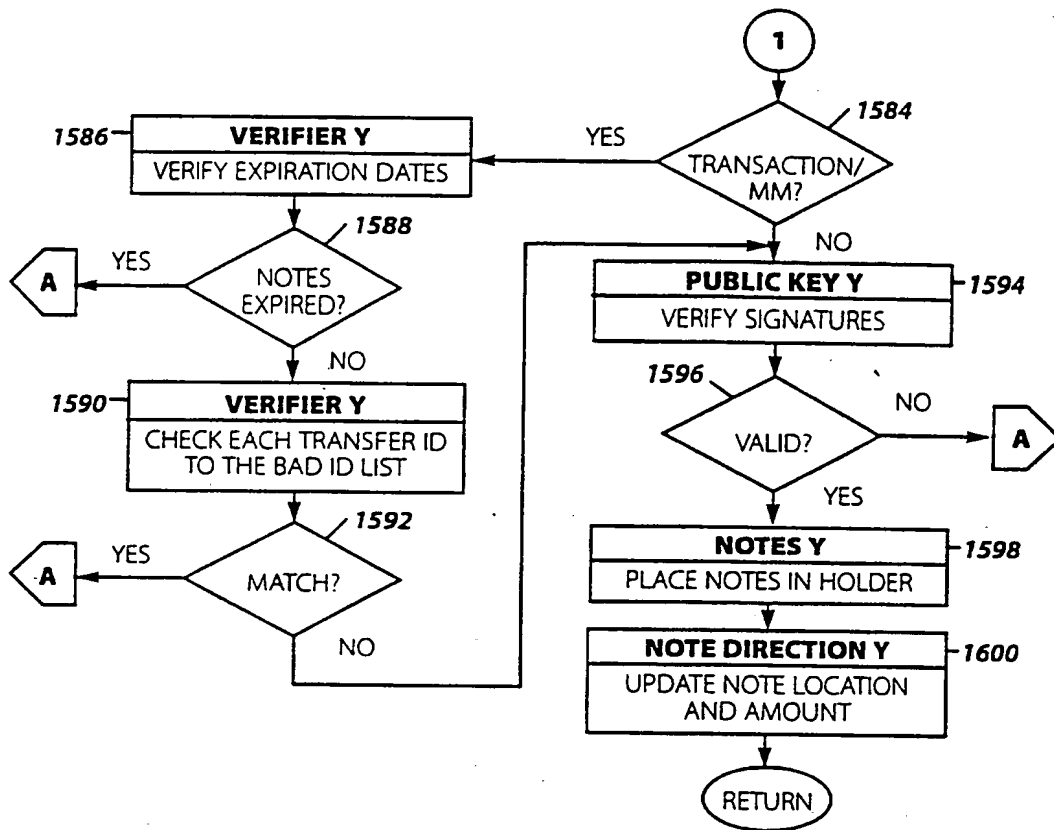 1
1584
TRANSACTION/
MM?
YES
NO
1586
VERIFIER Y
VERIFY EXPIRATION DATES
1588
NOTES
EXPIRED?
YES
A
NO
1590
VERIFIER Y
CHECK EACH TRANSFER ID
TO THE BAD ID LIST
1592
MATCH?
YES
A
NO
PUBLIC KEY Y
1594
VERIFY SIGNATURES
1596
VALID?
NO
A
YES
NOTES Y
1598
PLACE NOTES IN HOLDER
NOTE DIRECTION Y
1600
UPDATE NOTE LOCATION
AND AMOUNT
RETURN